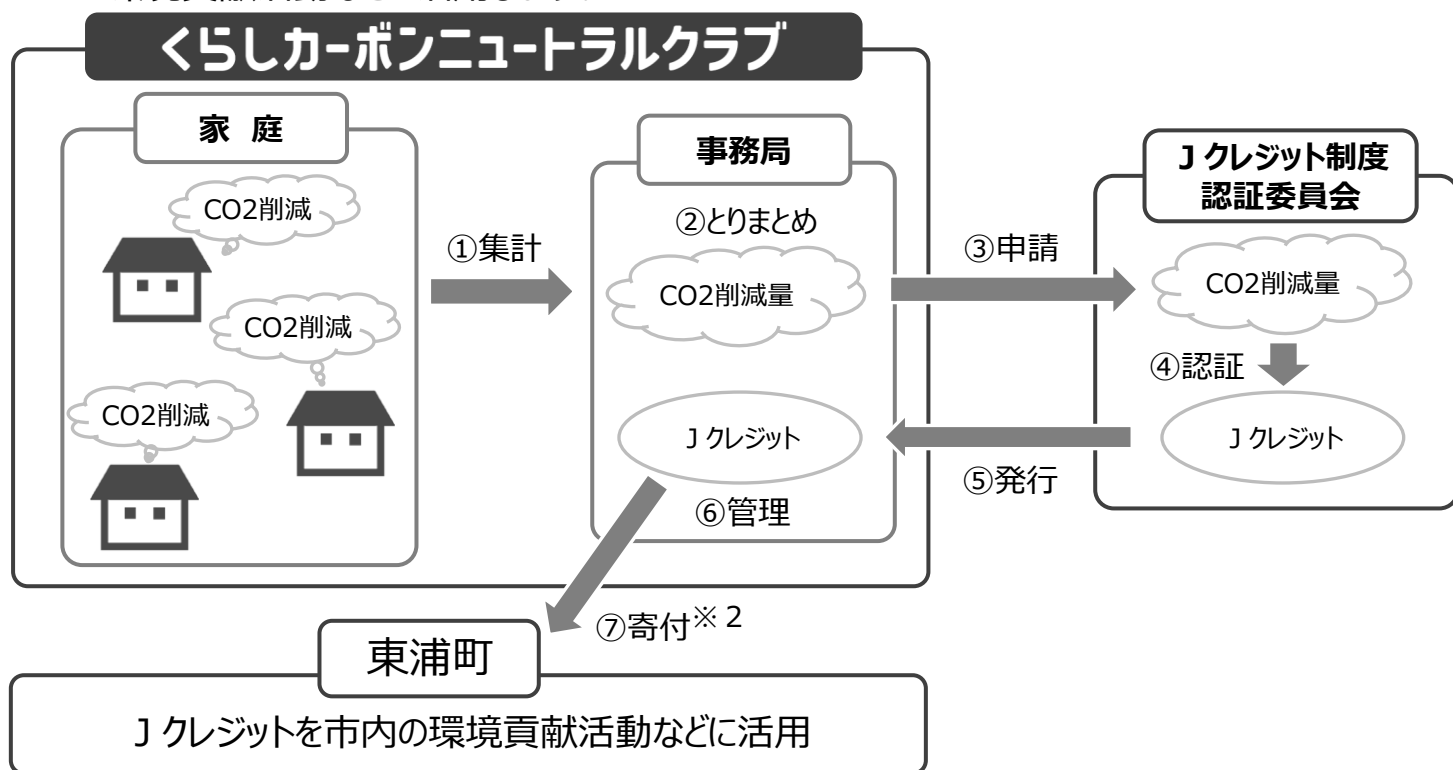 くらしカーボンニュートラルクラブ
家 庭
CO2削減
CO2削減
CO2削減
①集計
事務局
②とりまとめ
CO2削減量
Jクレジット
⑥管理
③申請
Jクレジット制度
認証委員会
CO2削減量
④認証
Jクレジット
⑤発行
⑦寄付※2
東浦町
Jクレジットを市内の環境貢献活動などに活用